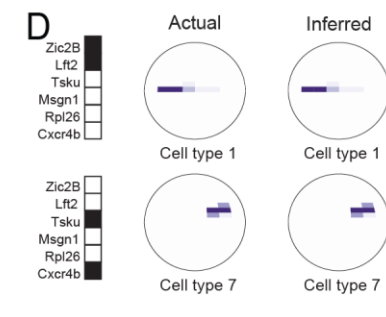 D
Actual Inferred
Zic2B
Lft2
Tsku
Msgn1
Rpl26
Cxcr4b
Cell type 1 Cell type 1
Zic2B
Lft2
Tsku
Msgn1
Rpl26
Cxcr4b
Cell type 7 Cell type 7